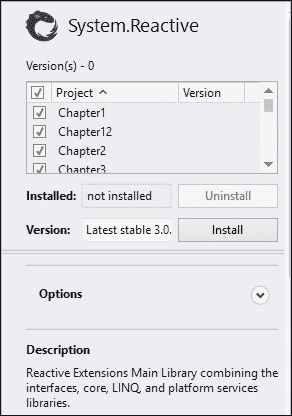 System.Reactive
Version(s) - 0
Project Version
Chapter1
Chapter12
Chapter2
Chapter3
Installed: not installed Uninstall
Version: Latest stable 3.0. Install
Options
Description
Reactive Extensions Main Library combining the
interfaces, core, LINQ, and platform services
libraries.